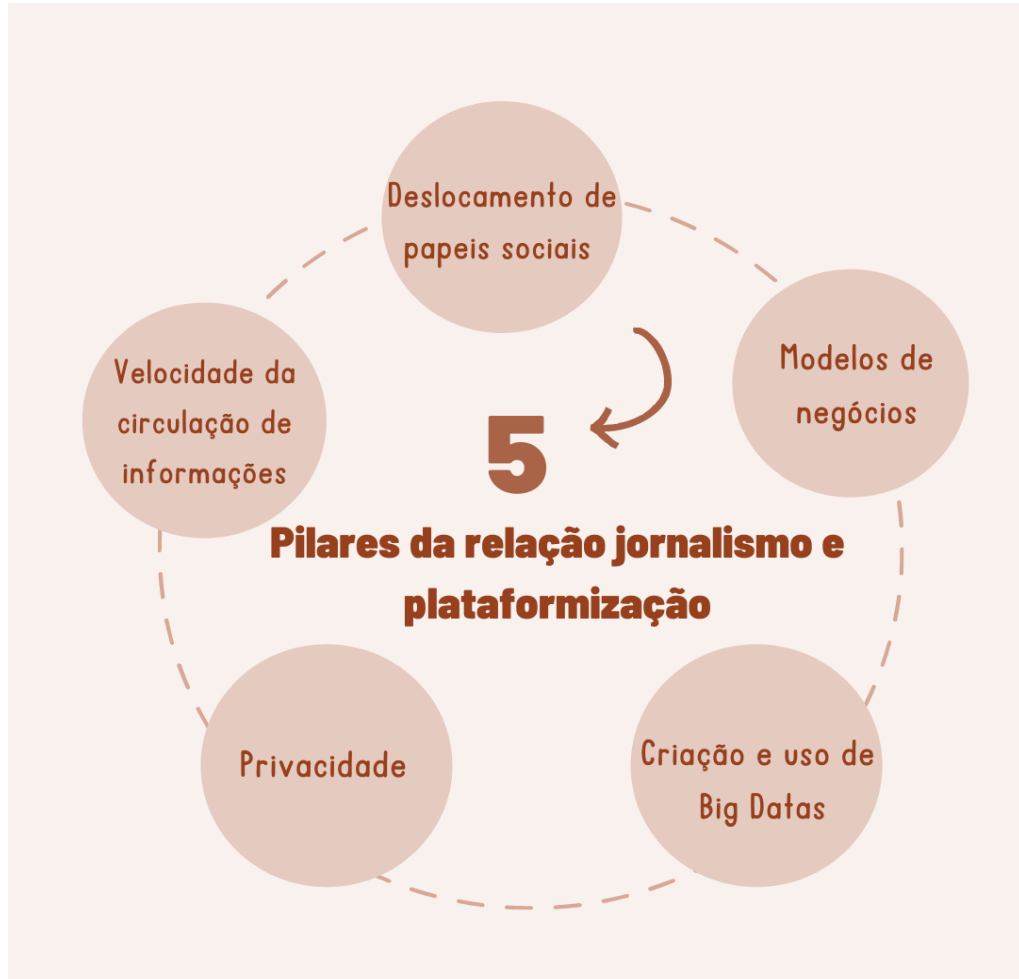 Deslocamento de
papeis sociais
Modelos de
negócios
Velocidade da
circulação de
informações
5
Pilares da relação jornalismo e
plataformização
Privacidade
Criação e uso de
Big Datas